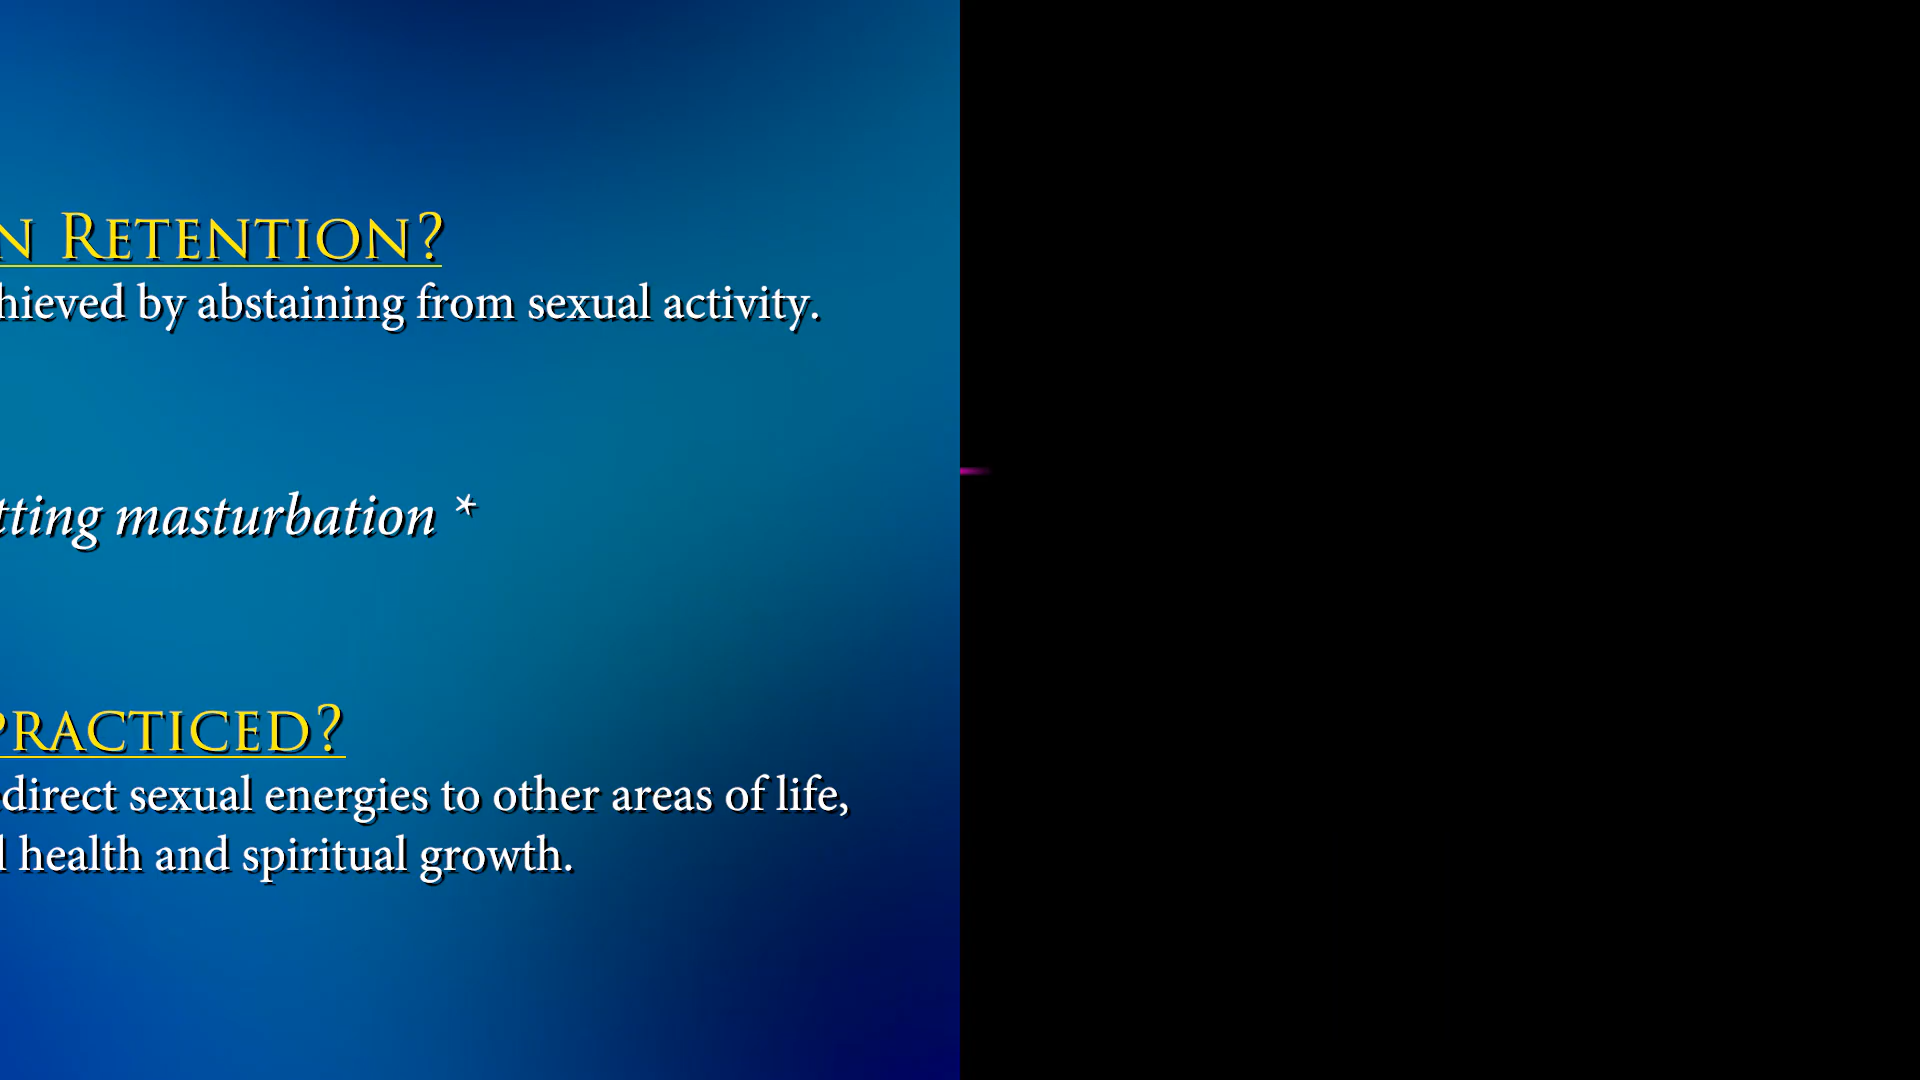 N RETENTION?
hieved by abstaining from sexual activity.
tting masturbation *
PRACTICED?
direct sexual energies to other areas of life,
l health and spiritual growth.